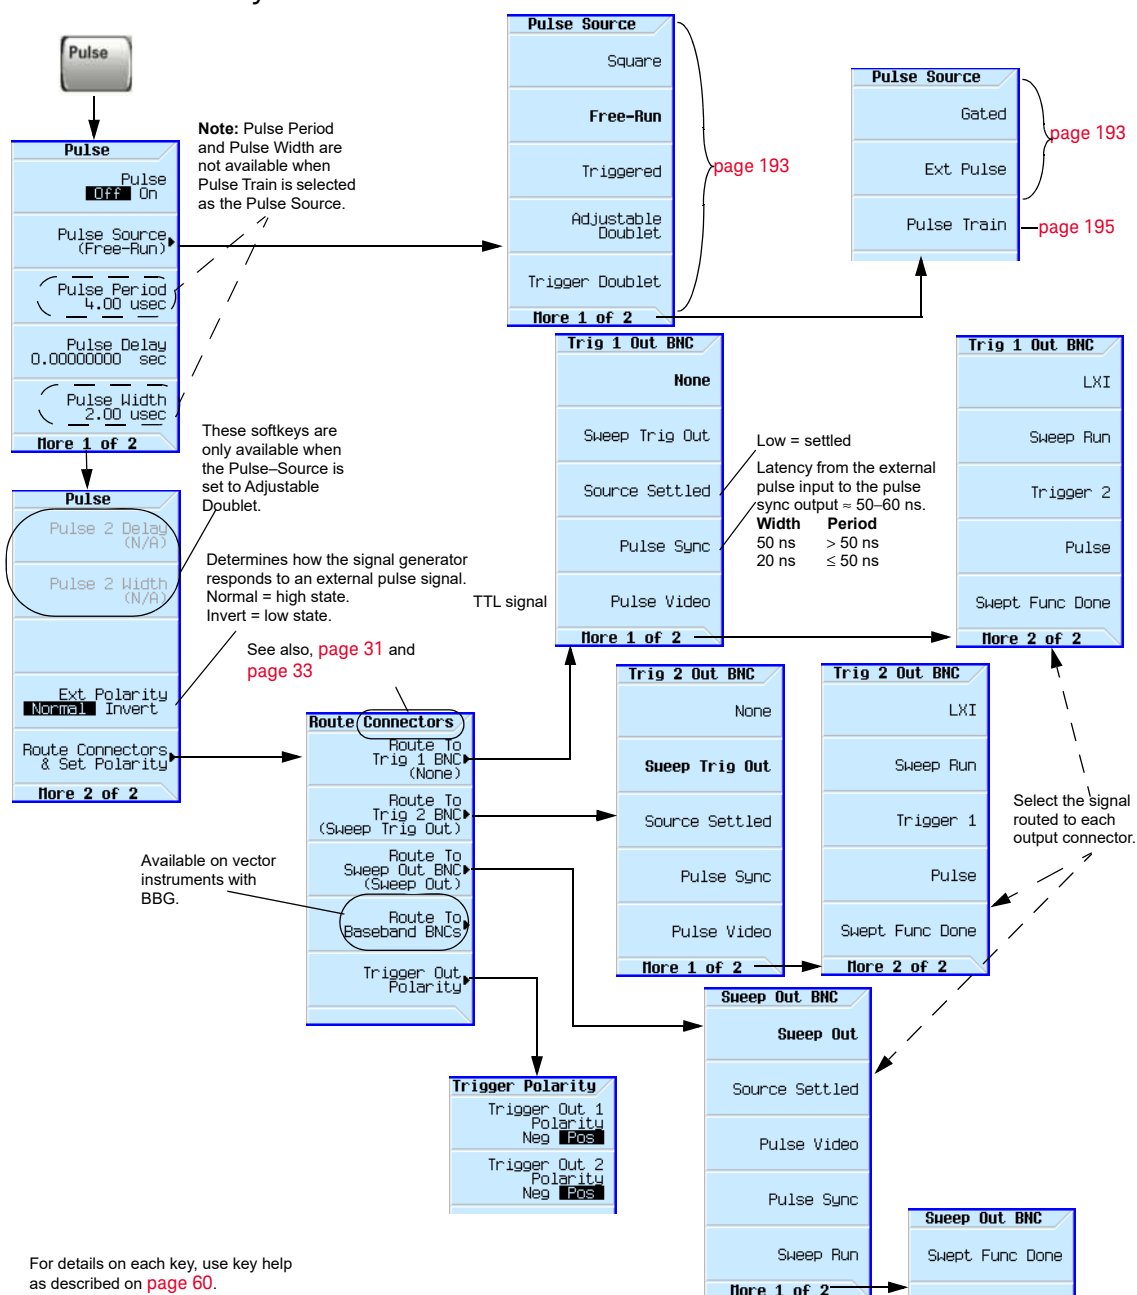 Pulse
Pulse
Pulse
Off On
Pulse Source
(Free-Run)
Pulse Period
4.00 usec
Pulse Delay
0.00000000 sec
Pulse Width
2.00 usec
More 1 of 2
Note: Pulse Period
and Pulse Width are
not available when
Pulse Train is selected
as the Pulse Source.
Pulse Source
Square
Free-Run
Triggered
Adjustable
Doublet
Trigger Doublet
More 1 of 2
page 193
Pulse Source
Gated
Ext Pulse
Pulse Train
page 193
page 195
These softkeys are
only available when
the Pulse–Source is
set to Adjustable
Doublet.
Pulse
Pulse 2 Delay
(N/A)
Pulse 2 Width
(N/A)
Ext Polarity
Normal Invert
Route Connectors
& Set Polarity
More 2 of 2
Determines how the signal generator
responds to an external pulse signal.
Normal = high state.
Invert = low state.
See also, page 31 and
page 33
TTL signal
Trig 1 Out BNC
None
Sweep Trig Out
Source Settled
Pulse Sync
Pulse Video
More 1 of 2
Low = settled
Latency from the external
pulse input to the pulse
sync output ≈ 50–60 ns.
Width Period
50 ns > 50 ns
20 ns ≤ 50 ns
Trig 1 Out BNC
LXI
Sweep Run
Trigger 2
Pulse
Swept Func Done
More 2 of 2
Route Connectors
Route To
Trig 1 BNC
(None)
Route To
Trig 2 BNC
(Sweep Trig Out)
Route To
Sweep Out BNC
(Sweep Out)
Route To
Baseband BNCs
Trigger Out
Polarity
Available on vector
instruments with
BBG.
Trig 2 Out BNC
None
Sweep Trig Out
Source Settled
Pulse Sync
Pulse Video
More 1 of 2
Trig 2 Out BNC
LXI
Sweep Run
Trigger 1
Pulse
Swept Func Done
More 2 of 2
Select the signal
routed to each
output connector.
Trigger Polarity
Trigger Out 1
Polarity
Neg Pos
Trigger Out 2
Polarity
Neg Pos
Sweep Out BNC
Sweep Out
Source Settled
Pulse Video
Pulse Sync
Sweep Run
More 1 of 2
Sweep Out BNC
Swept Func Done
For details on each key, use key help
as described on page 60.